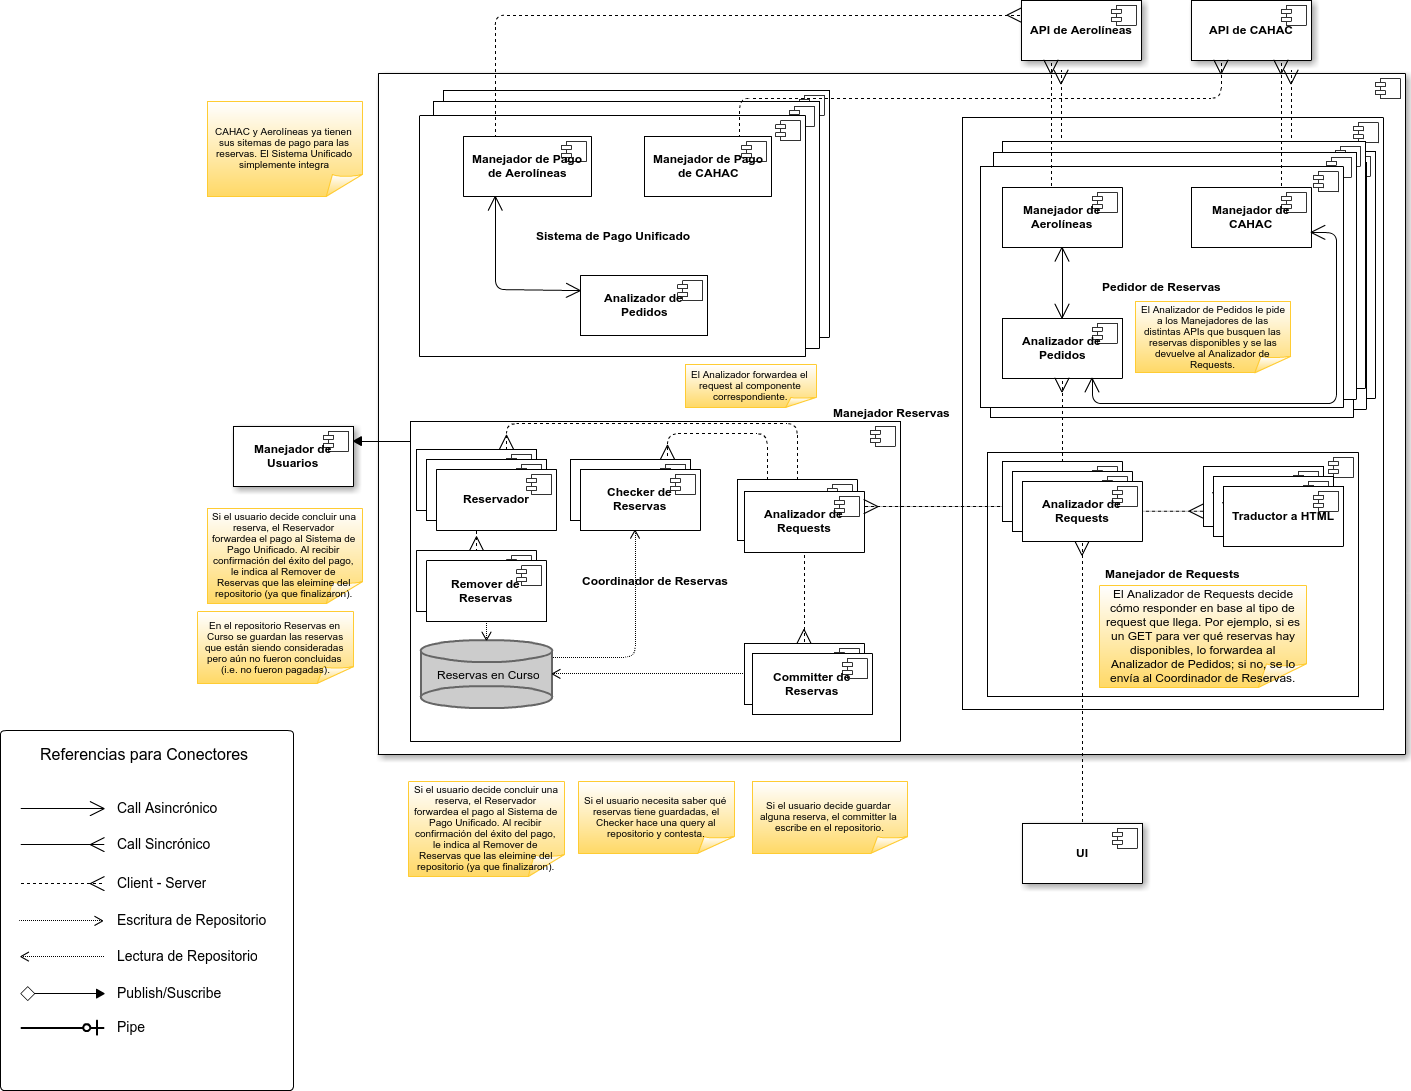 API de Aerolíneas
API de CAHAC
CAHAC y Aerolíneas ya tienen
sus sitemas de pago para las
reservas. El Sistema Unificado
simplemente integra
Manejador de Pago
de Aerolíneas
Manejador de Pago
de CAHAC
Sistema de Pago Unificado
Analizador de
Pedidos
Manejador de
Aerolíneas
Manejador de
CAHAC
Pedidor de Reservas
Analizador de
Pedidos
El Analizador de Pedidos le pide
a los Manejadores de las
distintas APIs que busquen las
reservas disponibles y se las
devuelve al Analizador de
Requests.
El Analizador forwardea el
request al componente
correspondiente.
Manejador Reservas
Manejador de
Usuarios
Reservador
Checker de
Reservas
Analizador de
Requests
Analizador de
Requests
Traductor a HTML
Si el usuario decide concluir una
reserva, el Reservador
forwardea el pago al Sistema de
Pago Unificado. Al recibir
confirmación del éxito del pago,
le indica al Remover de
Reservas que las eleimine del
repositorio (ya que finalizaron).
Remover de
Reservas
Coordinador de Reservas
Manejador de Requests
El Analizador de Requests decide
cómo responder en base al tipo de
request que llega. Por ejemplo, si es
un GET para ver qué reservas hay
disponibles, lo forwardea al
Analizador de Pedidos; si no, se lo
envía al Coordinador de Reservas.
En el repositorio Reservas en
Curso se guardan las reservas
que están siendo consideradas
pero aún no fueron concluidas
(i.e. no fueron pagadas).
Reservas en Curso
Committer de
Reservas
Referencias para Conectores
Call Asincrónico
Call Sincrónico
Client - Server
Escritura de Repositorio
Lectura de Repositorio
Publish/Suscribe
Pipe
Si el usuario decide concluir una
reserva, el Reservador
forwardea el pago al Sistema de
Pago Unificado. Al recibir
confirmación del éxito del pago,
le indica al Remover de
Reservas que las eleimine del
repositorio (ya que finalizaron).
Si el usuario necesita saber qué
reservas tiene guardadas, el
Checker hace una query al
repositorio y contesta.
Si el usuario decide guardar
alguna reserva, el committer la
escribe en el repositorio.
UI